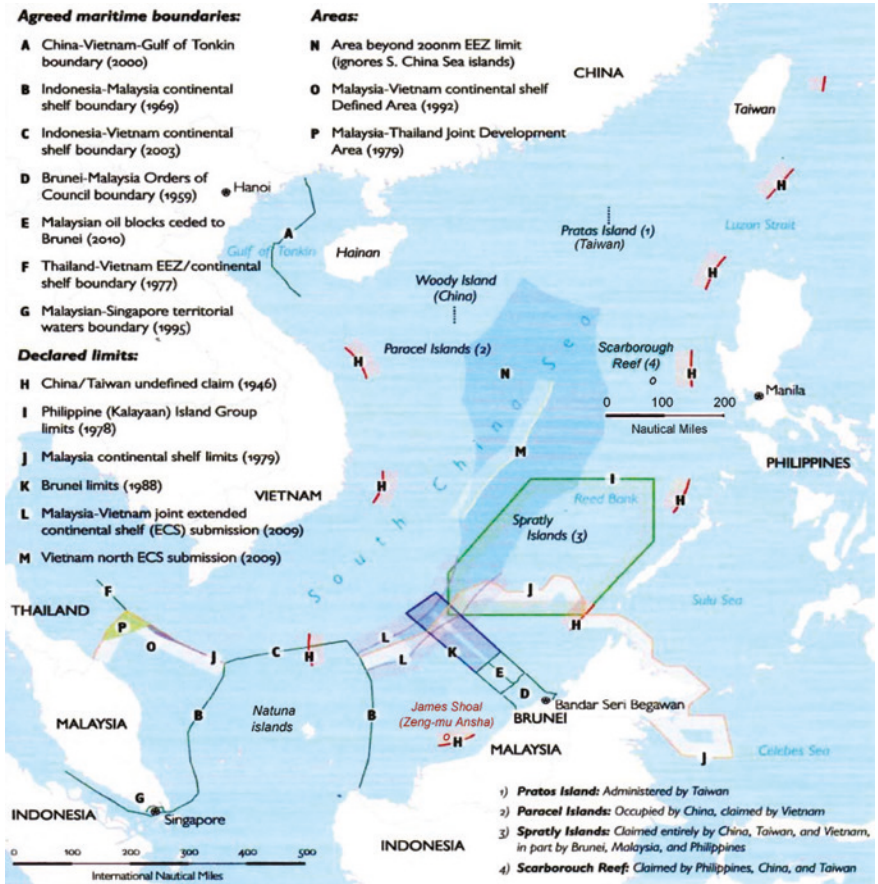 Agreed maritime boundaries:
A China-Vietnam-Gulf of Tonkin
boundary (2000)
B Indonesia-Malaysia continental
shelf boundary (1969)
C Indonesia-Vietnam continental
shelf boundary (2003)
D Brunei-Malaysia Orders of
Council boundary (1959)
E Malaysian oil blocks ceded to
Brunei (2010)
F Thailand-Vietnam EEZ/continental
shelf boundary (1977)
G Malaysian-Singapore territorial
waters boundary (1995)
Declared limits:
H China/Taiwan undefined claim (1946)
I Philippine (Kalayaan) Island Group
limits (1978)
J Malaysia continental shelf limits (1979)
K Brunei limits (1988)
L Malaysia-Vietnam joint extended
continental shelf (ECS) submission (2009)
M Vietnam north ECS submission (2009)
Areas:
N Area beyond 200nm EEZ limit
(ignores S. China Sea islands)
O Malaysia-Vietnam continental shelf
Defined Area (1992)
P Malaysia-Thailand Joint Development
Area (1979)
CHINA
Taiwan
Hanoi
H
A
Gulf of Tonkin
Hainan
Pratas Island (1)
(Taiwan)
Luzon Strait
H
Woody Island
(China)
Paracel Islands (2)
H
N
Scarborough
Reef (4)
H
Manila
0 100 200
Nautical Miles
South China Sea
M
PHILIPPINES
VIETNAM
H
I
Reed Bank
H
Spratly
Islands (3)
F
J
Sulu Sea
THAILAND
P
O
J
C
H
L
L
K
H
E
D
B
Natuna
islands
B
James Shoal
(Zeng-mu Ansha)
H
BRUNEI
Bandar Seri Begawan
MALAYSIA
MALAYSIA
J
Celebes Sea
G
Singapore
INDONESIA
INDONESIA
0 100 200 300 400 500
International Nautical Miles
1) Pratos Island: Administered by Taiwan
2) Paracel Islands: Occupied by China, claimed by Vietnam
3) Spratly Islands: Claimed entirely by China, Taiwan, and Vietnam,
in part by Brunei, Malaysia, and Philippines
4) Scarborouch Reef: Claimed by Philippines, China, and Taiwan